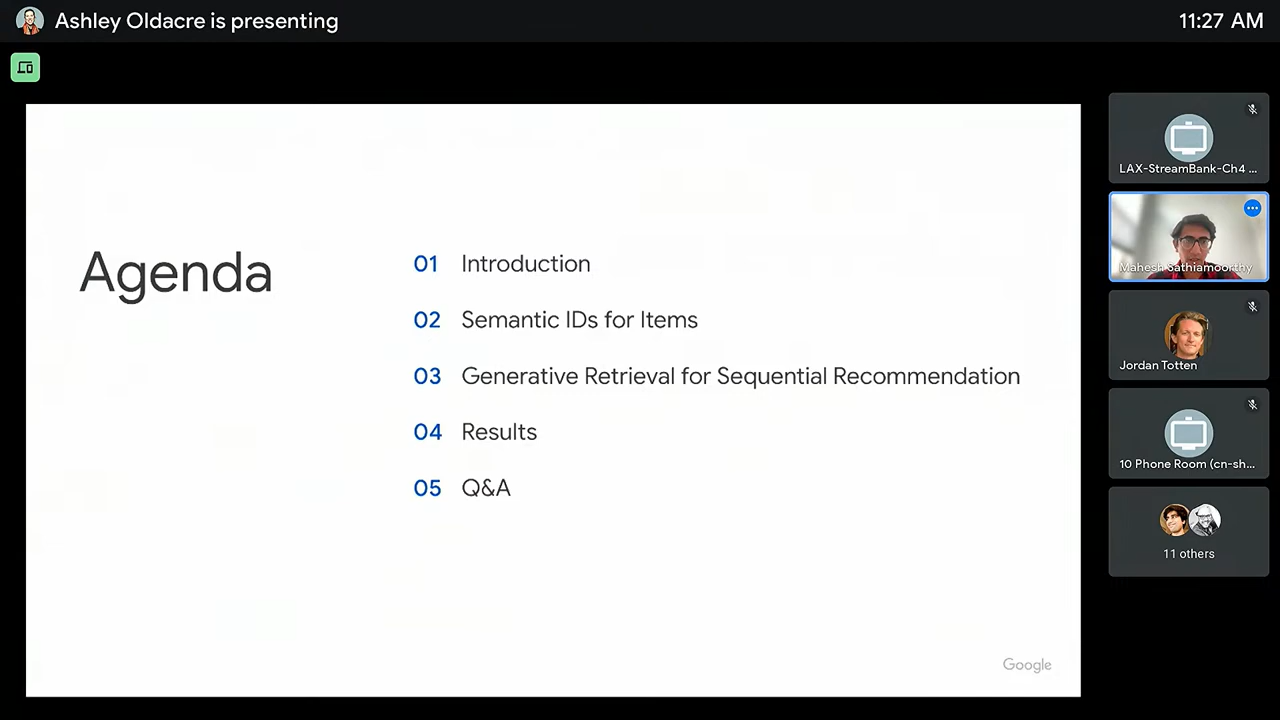 Ashley Oldacre is presenting
11:27 AM
Agenda
01 Introduction
02 Semantic IDs for Items
03 Generative Retrieval for Sequential Recommendation
04 Results
05 Q&A
Google
LAX-StreamBank-Ch4 ...
Mahesh Sathiamoorthy
Jordan Totten
10 Phone Room (cn-sh...
11 others